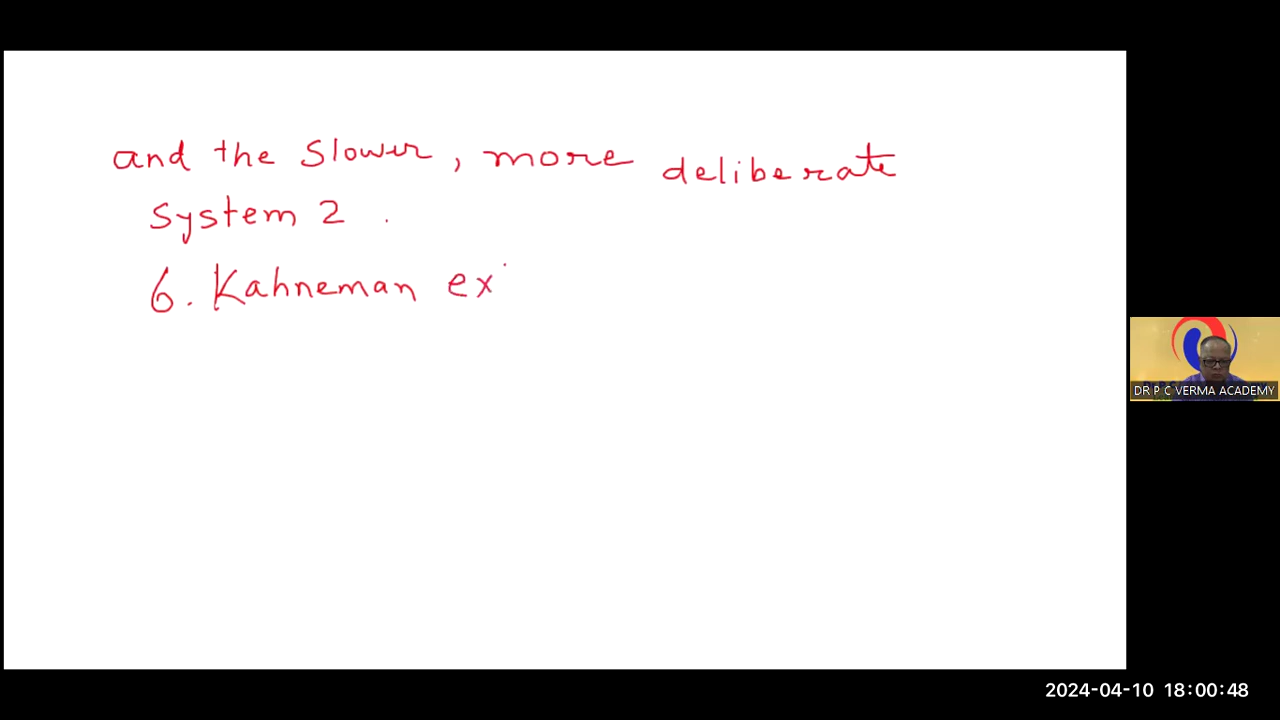 and the slower, more deliberate
system 2 .
6. Kahneman ex
DR P C VERMA ACADEMY
2024-04-10 18:00:48